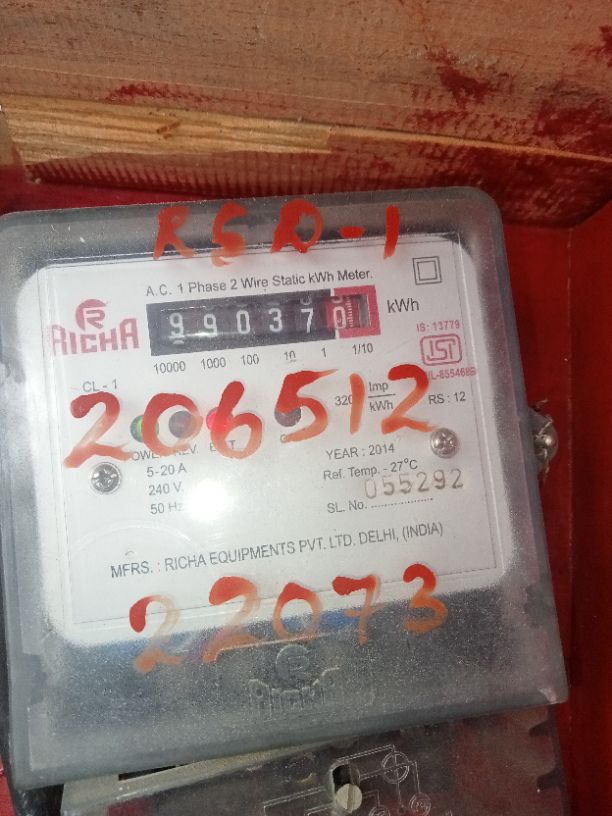 RSD-1
A.C. 1 Phase 2 Wire Static kWh Meter.
RICHA
990370 kWh
10000 1000 100 10 1 1/10
IS: 13779
ISI
CL - 1
206512
Imp
kWh
RS : 12
5-20 A
240 V.
50 Hz
YEAR : 2014
Ref. Temp. - 27°C
SL. No. 055292
MFRS. : RICHA EQUIPMENTS PVT. LTD. DELHI, (INDIA)
22073
RICHA